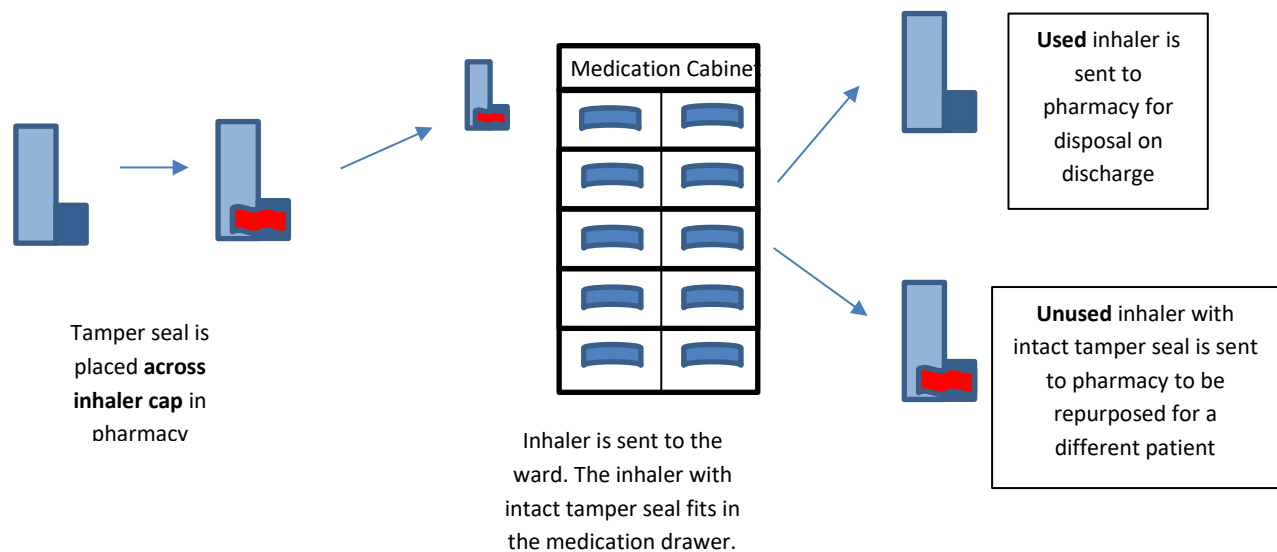 Tamper seal is
placed across
inhaler cap in
pharmacy
Medication Cabinet
Inhaler is sent to the
ward. The inhaler with
intact tamper seal fits in
the medication drawer.
Used inhaler is
sent to
pharmacy for
disposal on
discharge
Unused inhaler with
intact tamper seal is sent
to pharmacy to be
repurposed for a
different patient